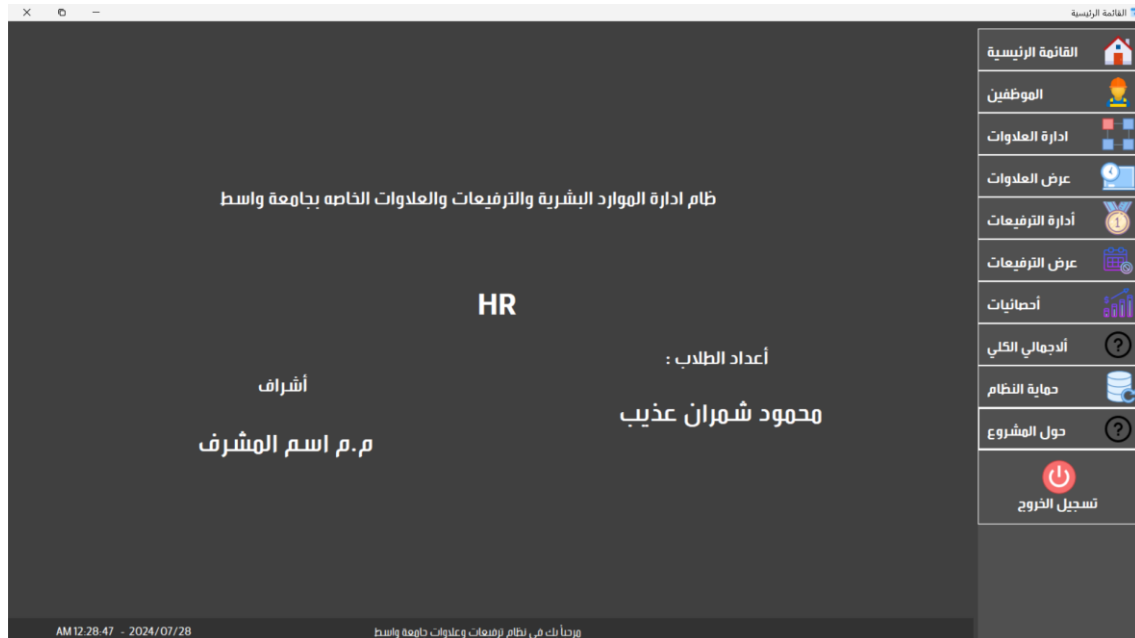 القائمة الرئيسية
القائمة الرئيسية
الموظفين
ادارة العلاوات
عرض العلاوات
أدارة الترفيعات
عرض الترفيعات
أحصائيات
ألاجمالي الكلي
حماية النظام
حول المشروع
تسجيل الخروج
ظام ادارة الموارد البشرية والترفيعات والعلاوات الخاصه بجامعة واسط
HR
أعداد الطلاب :
محمود شمران عذيب
أشراف
م.م اسم المشرف
مرحباً بك في نظام ترفيعات وعلاوات جامعة واسط
AM 12:28:47 - 2024/07/28